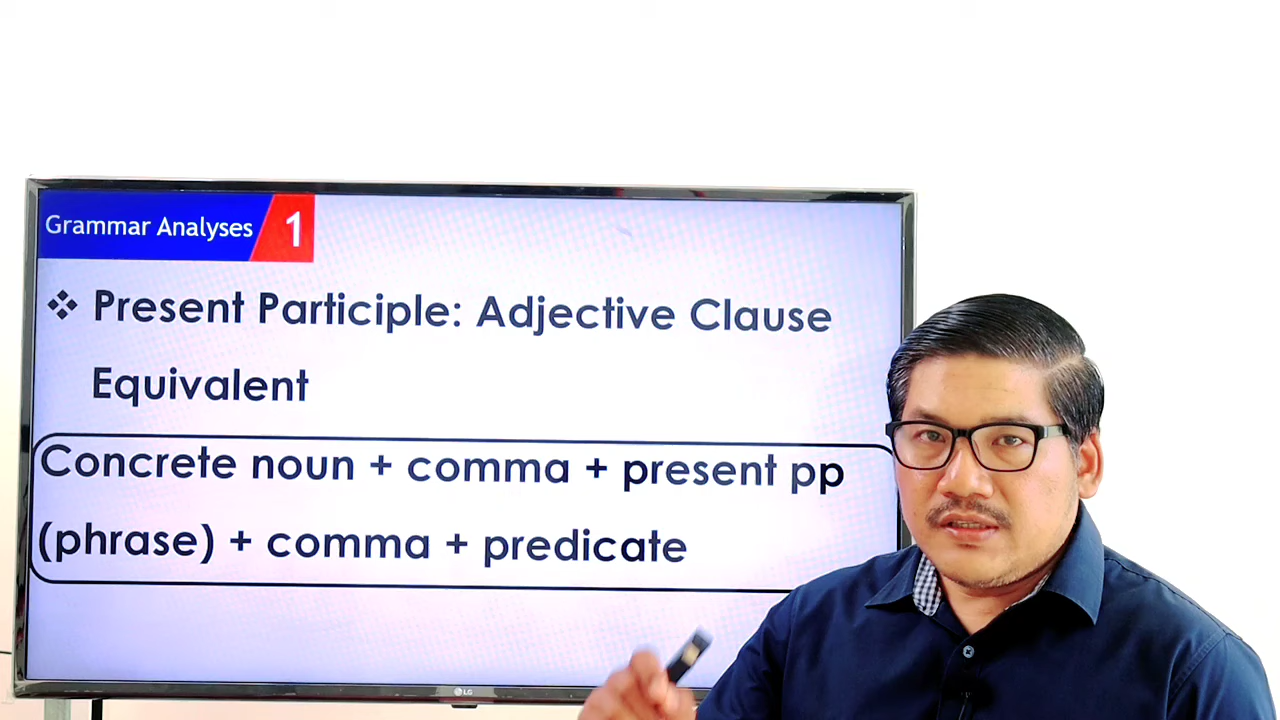 Grammar Analyses 1
❖ Present Participle: Adjective Clause
Equivalent
Concrete noun + comma + present pp
(phrase) + comma + predicate
LG